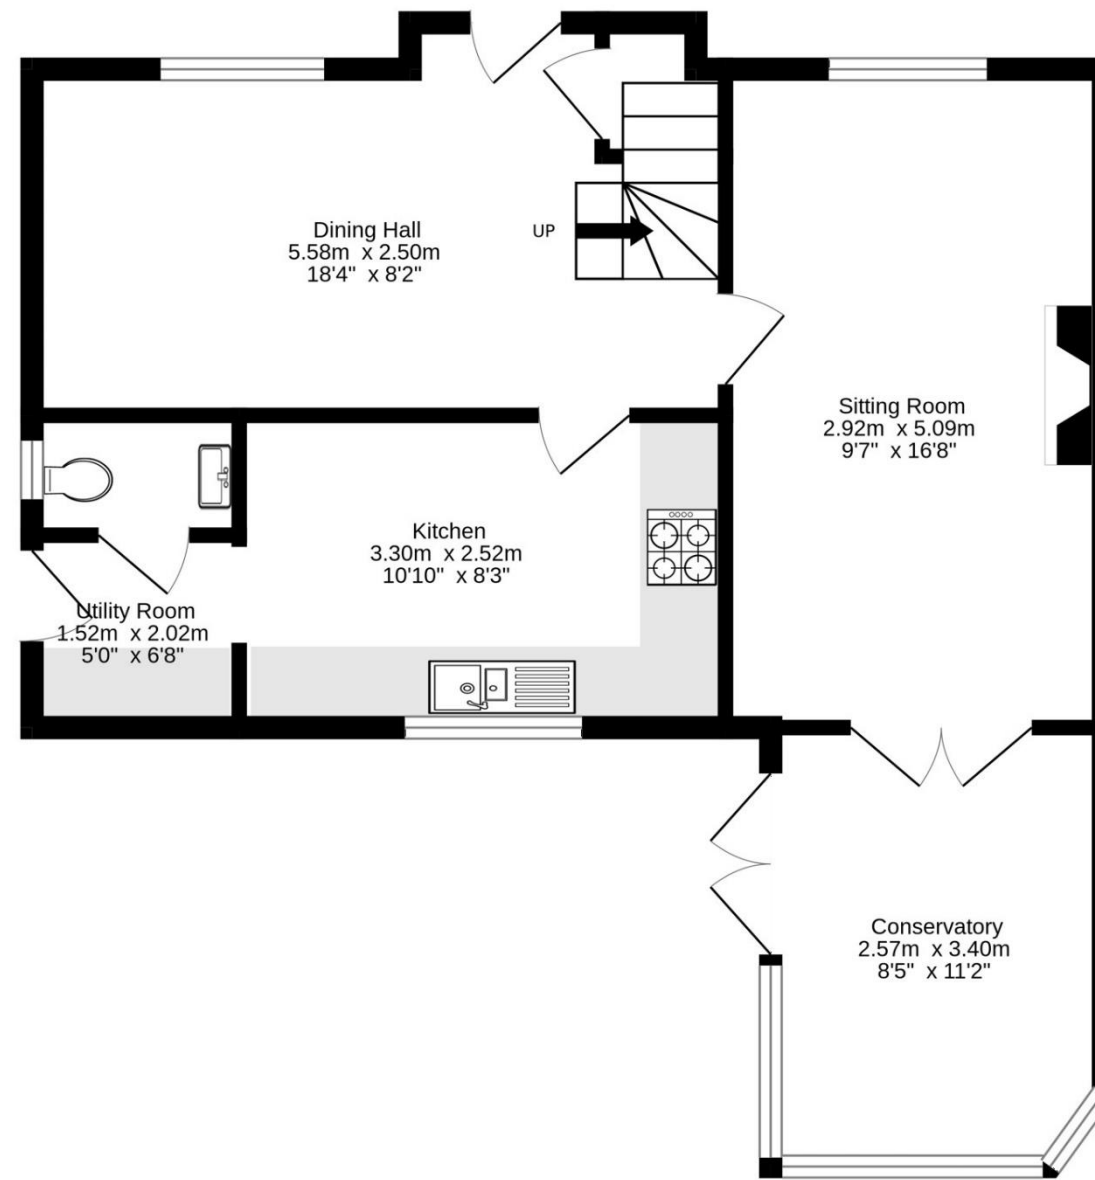 Dining Hall
5.58m x 2.50m
18'4" x 8'2"
UP
Sitting Room
2.92m x 5.09m
9'7" x 16'8"
Kitchen
3.30m x 2.52m
10'10" x 8'3"
Utility Room
1.52m x 2.02m
5'0" x 6'8"
Conservatory
2.57m x 3.40m
8'5" x 11'2"